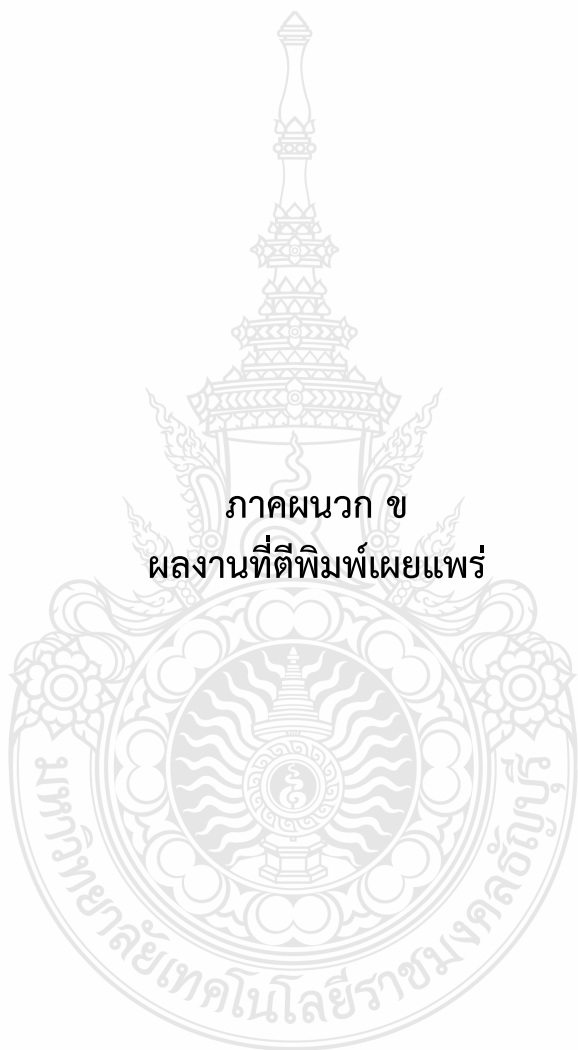 ภาคผนวก ข
ผลงานที่ตีพิมพ์เผยแพร่
มหาวิทยาลัยเทคโนโลยีราชมงคลธัญบุรี